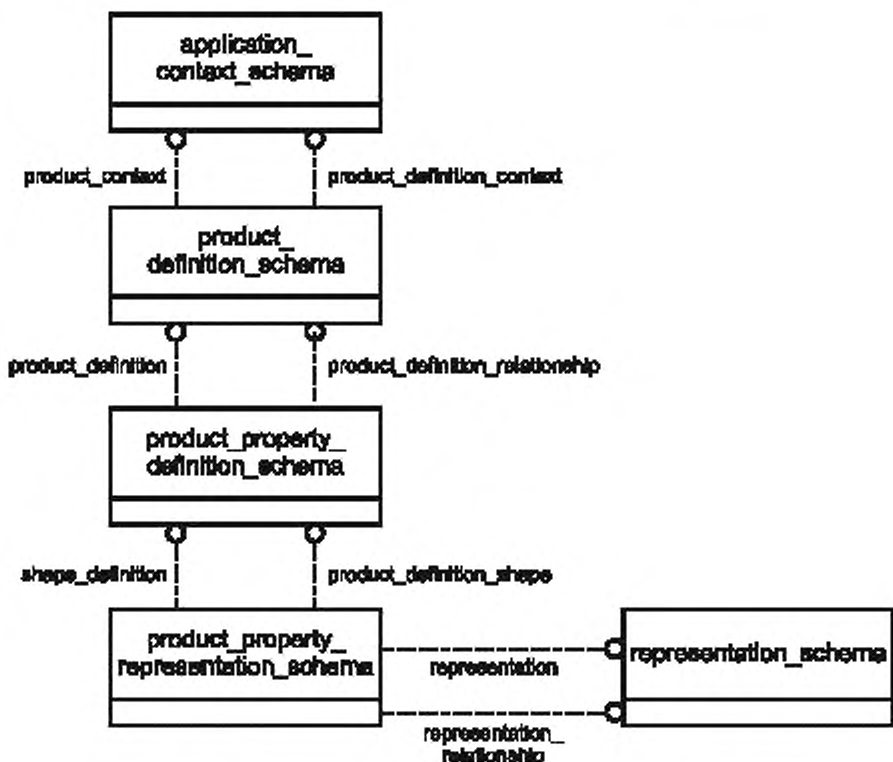 application_
context_schema
product_context
product_definition_context
product_
definition_schema
product_definition
product_definition_relationship
product_property_
definition_schema
shape_definition
product_definition_shape
product_property_
representation_schema
representation
representation_schema
representation_
relationship